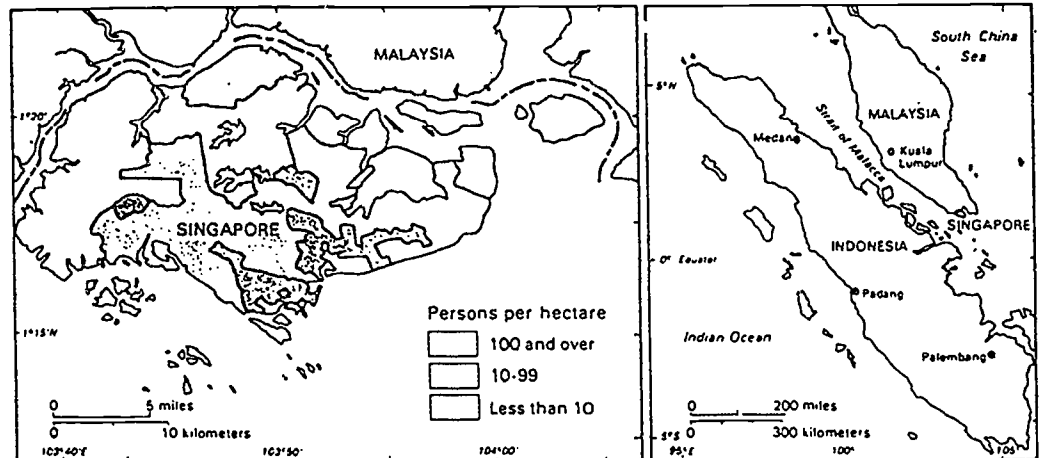 MALAYSIA
1°20'
SINGAPORE
1°15'N
Persons per hectare
100 and over
10-99
Less than 10
0 5 miles
0 10 kilometers
103°40'E 103°50' 104°00'
South China
Sea
5°N
MALAYSIA
Strait of Malacca
Medang
Kuala
Lumpur
SINGAPORE
INDONESIA
0° Equator
Padang
Indian Ocean
Palembang
0 200 miles
0 300 kilometers
5°S
95°E 100° 105°